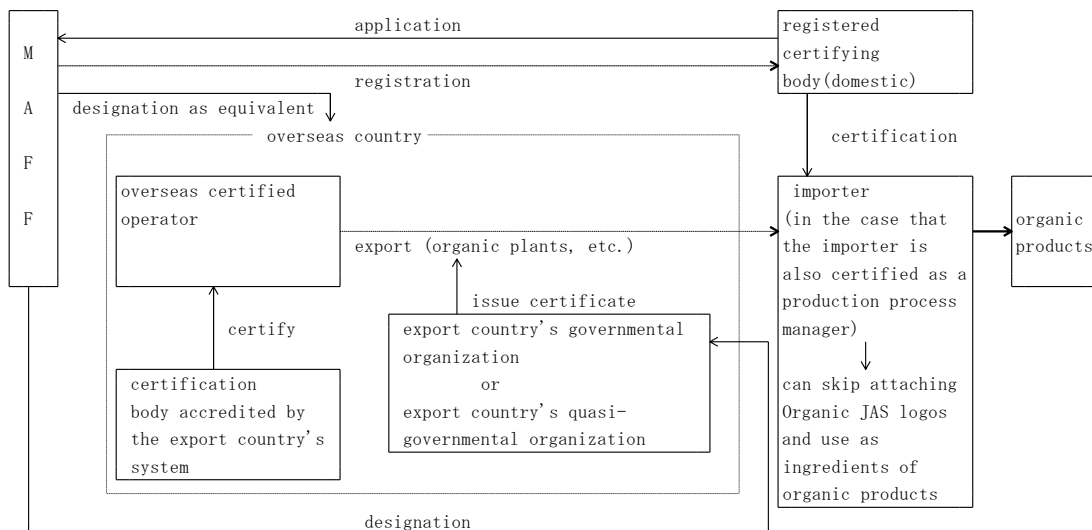 M
A
F
F
application
registration
designation as equivalent
registered
certifying
body(domestic)
certification
overseas country
overseas certified
operator
export (organic plants, etc.)
issue certificate
certify
certification
body accredited by
the export country's
system
export country's governmental
organization
or
export country's quasi-
governmental organization
importer
(in the case that
the importer is
also certified as a
production process
manager)
can skip attaching
Organic JAS logos
and use as
ingredients of
organic products
organic
products
designation